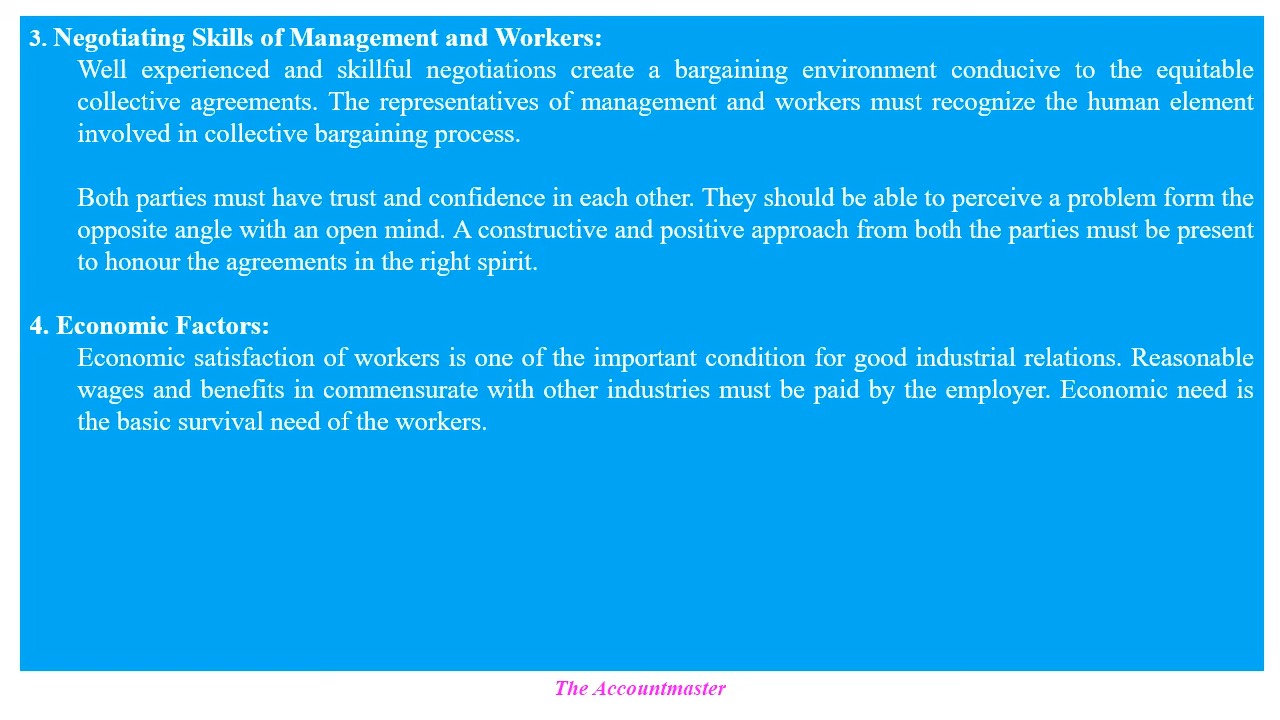 3. Negotiating Skills of Management and Workers:
Well experienced and skillful negotiations create a bargaining environment conducive to the equitable
collective agreements. The representatives of management and workers must recognize the human element
involved in collective bargaining process.
Both parties must have trust and confidence in each other. They should be able to perceive a problem form the
opposite angle with an open mind. A constructive and positive approach from both the parties must be present
to honour the agreements in the right spirit.
4. Economic Factors:
Economic satisfaction of workers is one of the important condition for good industrial relations. Reasonable
wages and benefits in commensurate with other industries must be paid by the employer. Economic need is
the basic survival need of the workers.
The Accountmaster